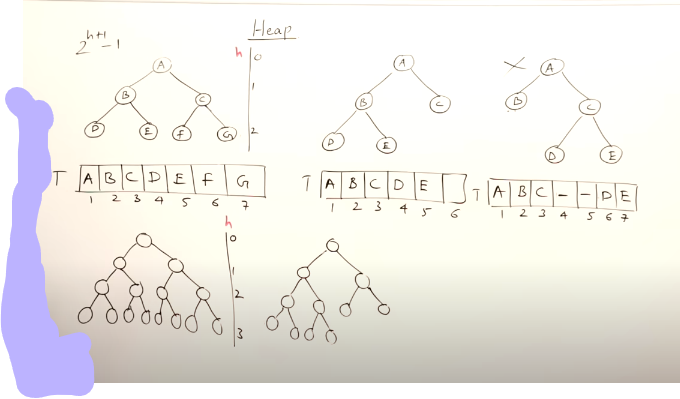 Heap
2^{h+1}-1
h
0
1
2
A
B C
D E F G
A
B C
D E
X
A
B C
D E
T A B C D E F G
1 2 3 4 5 6 7
T A B C D E
1 2 3 4 5 6
T A B C - - D E
1 2 3 4 5 6 7
h
0
1
2
3